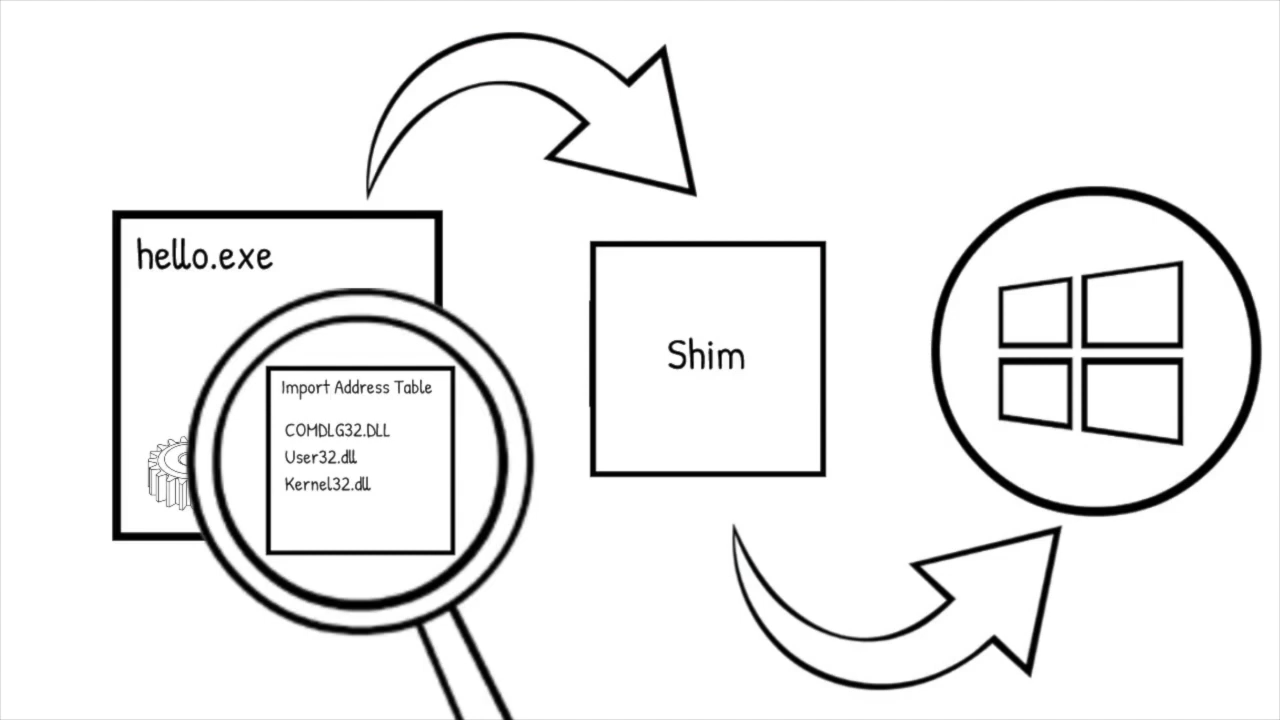 hello.exe
Import Address Table
COMDLG32.DLL
User32.dll
Kernel32.dll
Shim